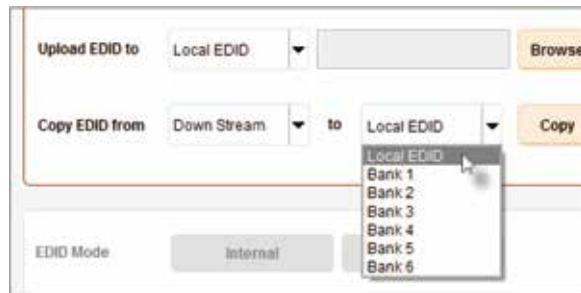 Upload EDID to Local EDID Browse
Copy EDID from Down Stream to Local EDID Copy
Local EDID
Bank 1
Bank 2
Bank 3
Bank 4
Bank 5
Bank 6
EDID Mode Internal